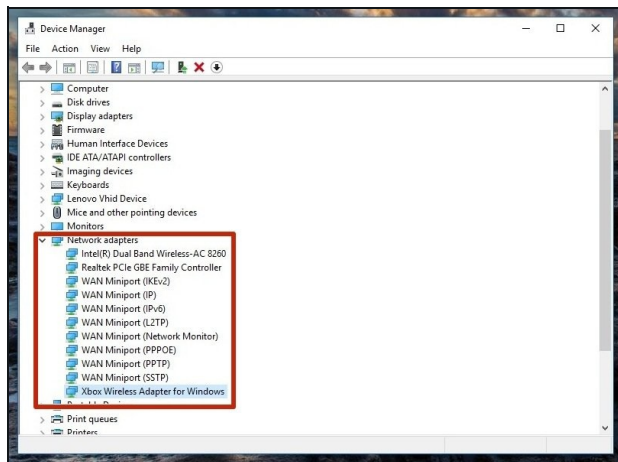 Device Manager
File Action View Help
Computer
Disk drives
Display adapters
Firmware
Human Interface Devices
IDE ATA/ATAPI controllers
Imaging devices
Keyboards
Lenovo Vhid Device
Mice and other pointing devices
Monitors
Network adapters
Intel(R) Dual Band Wireless-AC 8260
Realtek PCIe GBE Family Controller
WAN Miniport (IKEv2)
WAN Miniport (IP)
WAN Miniport (IPv6)
WAN Miniport (L2TP)
WAN Miniport (Network Monitor)
WAN Miniport (PPPOE)
WAN Miniport (PPTP)
WAN Miniport (SSTP)
Xbox Wireless Adapter for Windows
Print queues
Printers